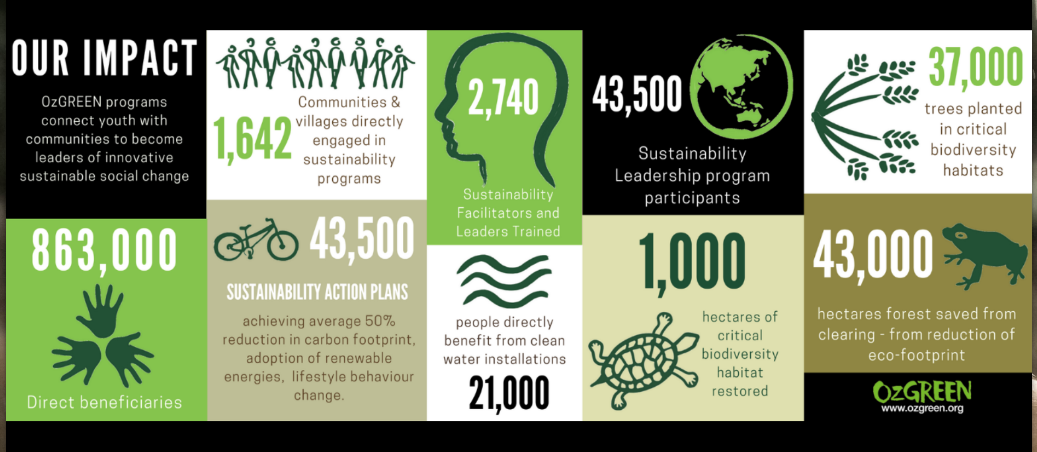 OUR IMPACT
OzGREEN programs
connect youth with
communities to become
leaders of innovative
sustainable social change
863,000
Direct beneficiaries
Communities &
1,642
villages directly
engaged in
sustainability
programs
43,500
SUSTAINABILITY ACTION PLANS
achieving average 50%
reduction in carbon footprint,
adoption of renewable
energies, lifestyle behaviour
change.
2,740
Sustainability
Facilitators and
Leaders Trained
people directly
benefit from clean
water installations
21,000
43,500
Sustainability
Leadership program
participants
1,000
hectares of
critical
biodiversity
habitat
restored
37,000
trees planted
in critical
biodiversity
habitats
43,000
hectares forest saved from
clearing - from reduction of
eco-footprint
OZGREEN
www.ozgreen.org